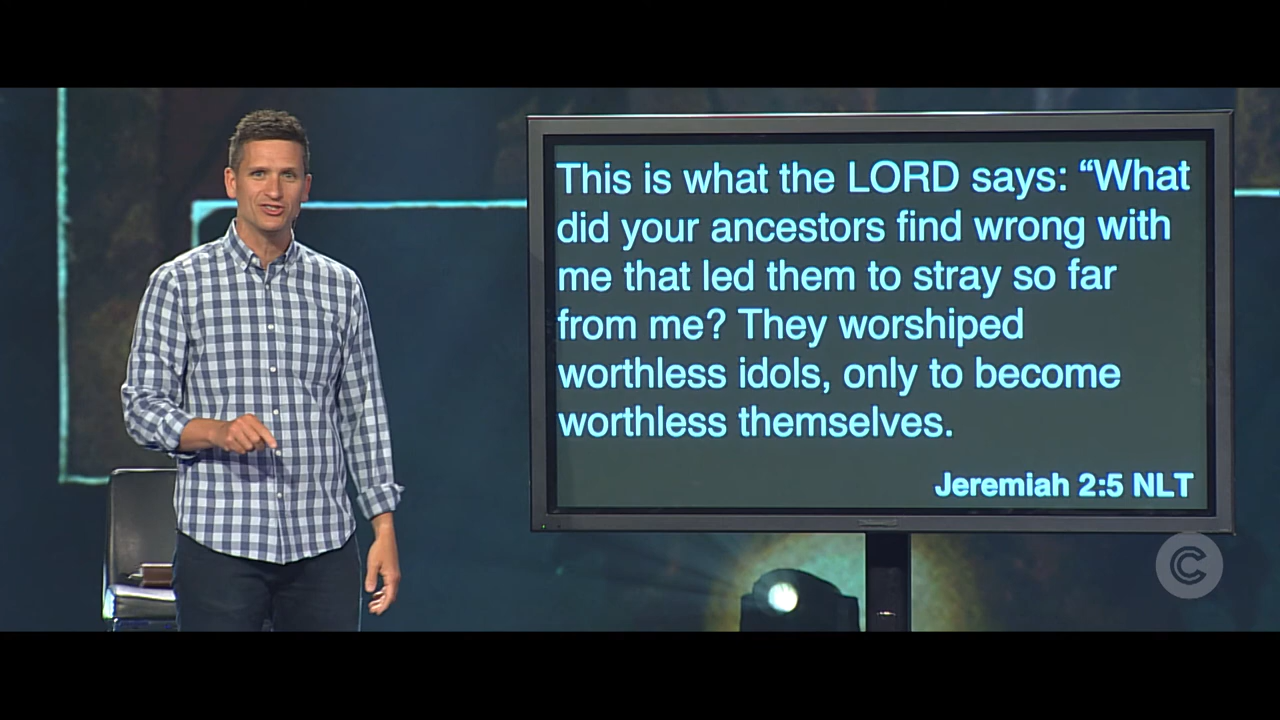 This is what the LORD says: “What
did your ancestors find wrong with
me that led them to stray so far
from me? They worshiped
worthless idols, only to become
worthless themselves.
Jeremiah 2:5 NLT
C